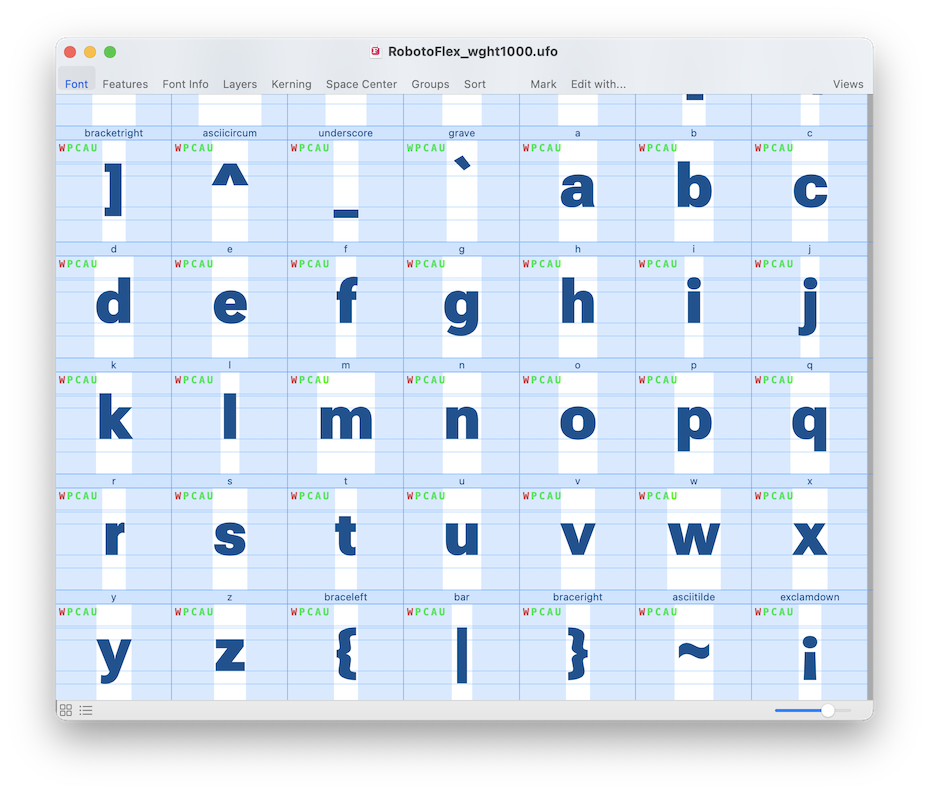 RobotoFlex_wght1000.ufo
Font Features Font Info Layers Kerning Space Center Groups Sort Mark Edit with... Views
bracketright asciicircum underscore grave a b c
WPCAU WPCAU WPCAU WPCAU WPCAU WPCAU WPCAU
] ^ _ ` a b c
d e f g h i j
WPCAU WPCAU WPCAU WPCAU WPCAU WPCAU WPCAU
d e f g h i j
k l m n o p q
WPCAU WPCAU WPCAU WPCAU WPCAU WPCAU WPCAU
k l m n o p q
r s t u v w x
WPCAU WPCAU WPCAU WPCAU WPCAU WPCAU WPCAU
r s t u v w x
y z braceleft bar braceright asciitilde exclamdown
WPCAU WPCAU WPCAU WPCAU WPCAU WPCAU WPCAU
y z { | } ~ ¡